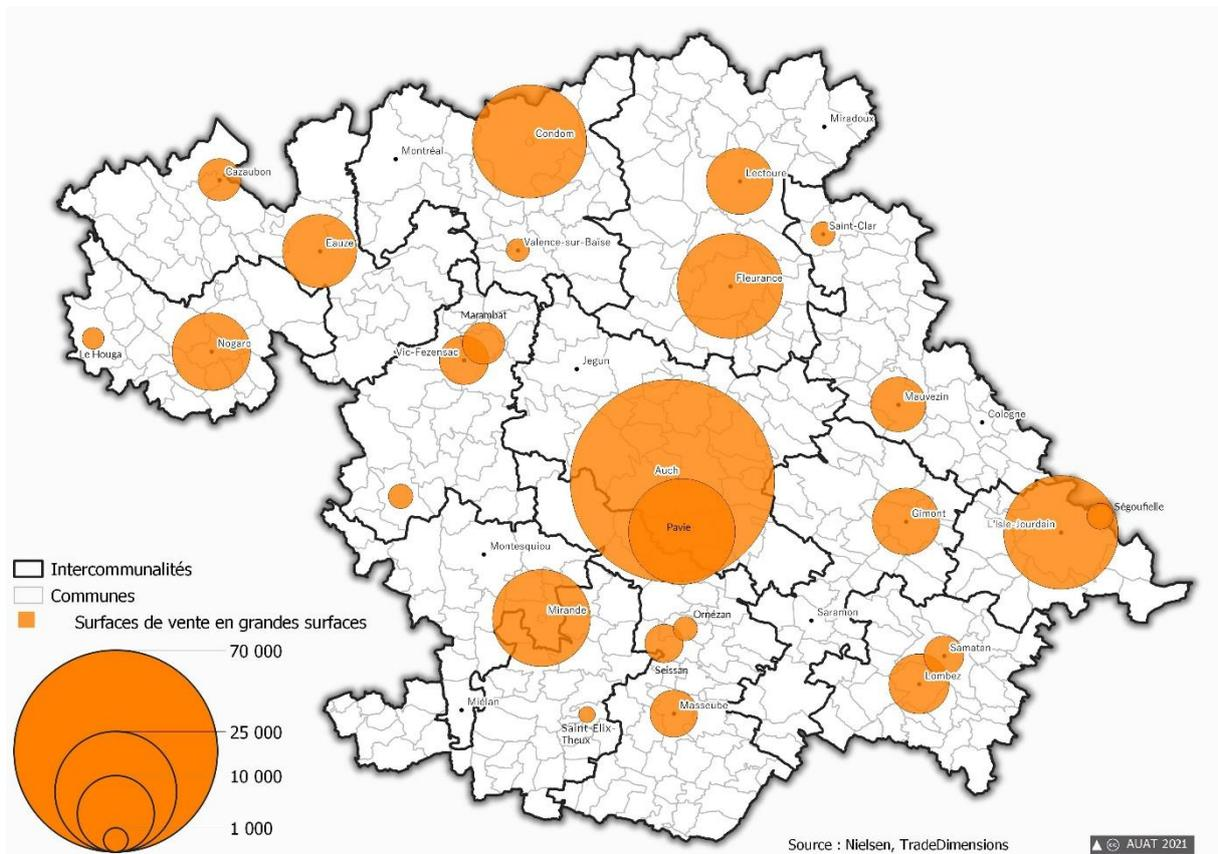 Condom
Montréal
Miradoux
Cazaubon
Lectoure
Saint-Clar
Eauze
Valence-sur-Baïse
Fleurance
Marambat
Nogaro
Le Houga
Vic-Fezensac
Jegun
Mauvezin
Cologne
Auch
Pavie
Gimont
L'Isle-Jourdain
Ségoufielle
Montesquiou
Intercommunalités
Communes
Surfaces de vente en grandes surfaces
Mirande
Ornézan
Saramon
Seissan
Samatan
Lombez
70 000
Miélan
Masseube
Saint-Elix-
Theux
25 000
10 000
1 000
Source : Nielsen, TradeDimensions
cc AUAT 2021